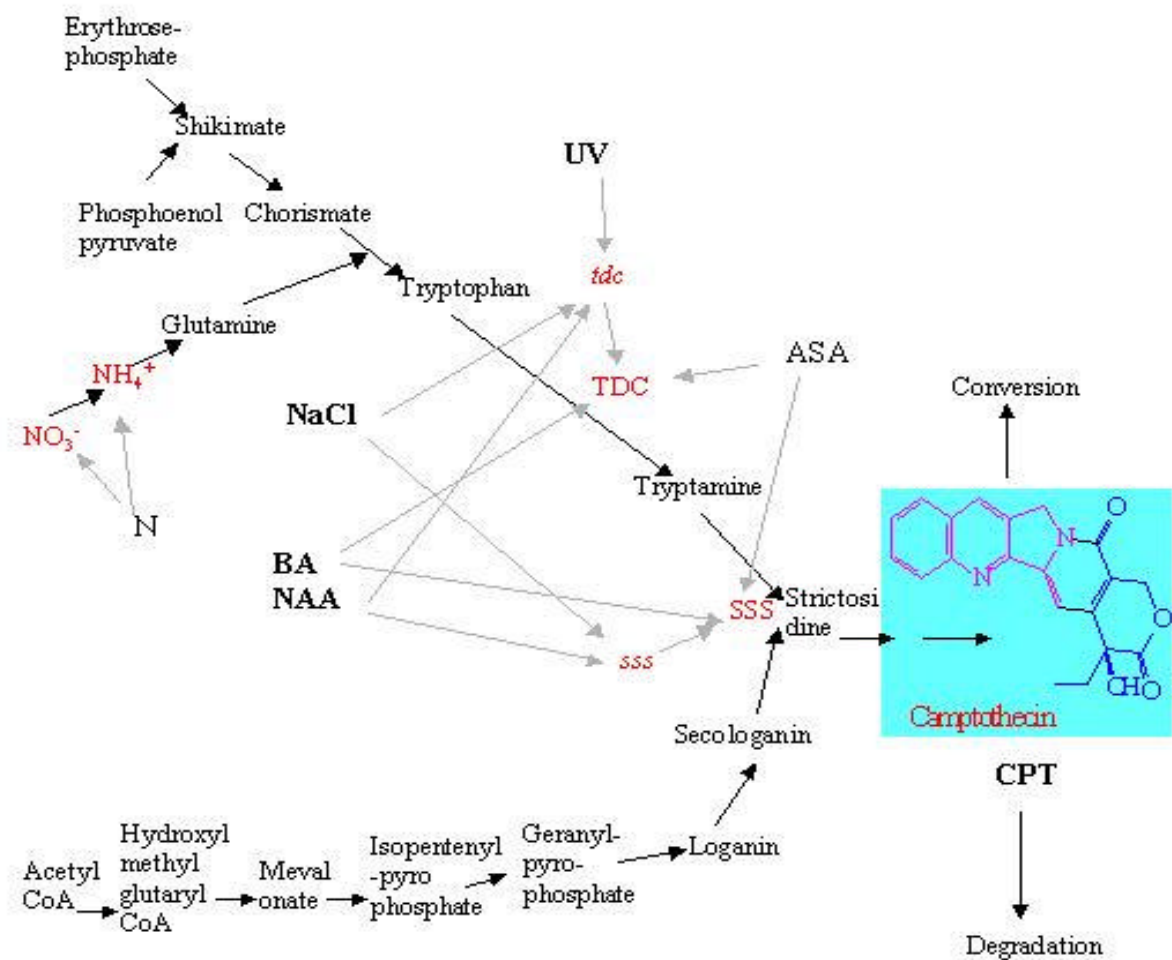 Erythrose-
phosphate
Shikimate
UV
Phosphoenol
pyruvate
Chorismate
tdc
Tryptophan
Glutamine
NH₄⁺
TDC
ASA
Conversion
NaCl
NO₃⁻
Tryptamine
N
O
N
N
O
O
OH
BA
NAA
SSS
Strictosi
dine
sss
Camptothecin
Secologanin
CPT
Hydroxyl
methyl
glutaryl
CoA
Acetyl
CoA
Meval
onate
Isopentenyl
-pyro
phosphate
Geranyl-
pyro-
phosphate
Loganin
Degradation